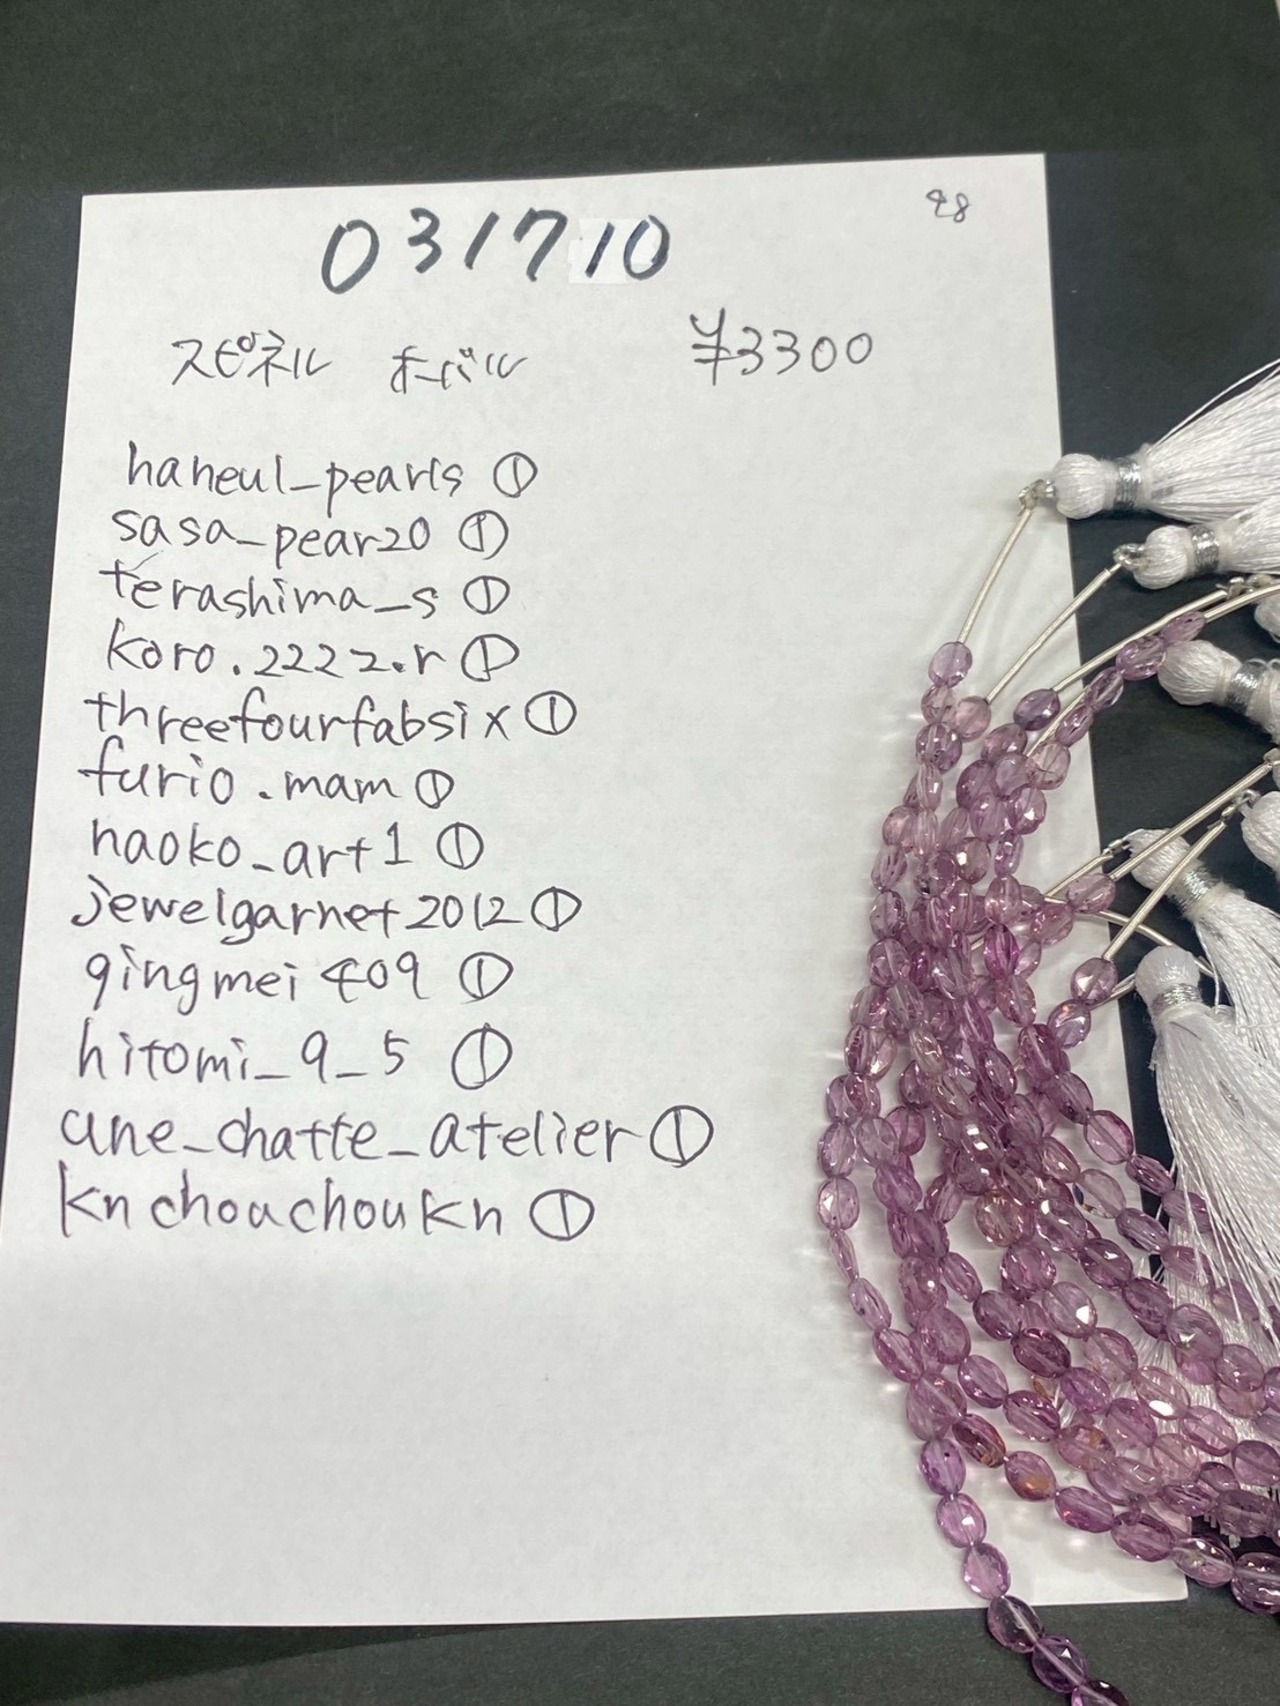 48
031710
スピネル オーバル ¥3300
haneul_pearls ①
sasa_pear20 ①
terashima_s ①
koro.2222.r ①
threefourfabsix ①
furio.mam ①
naoko_art1 ①
jewelgarnet2012 ①
qingmei409 ①
hitomi_9_5 ①
une_chatte_atelier ①
knchouchoukn ①